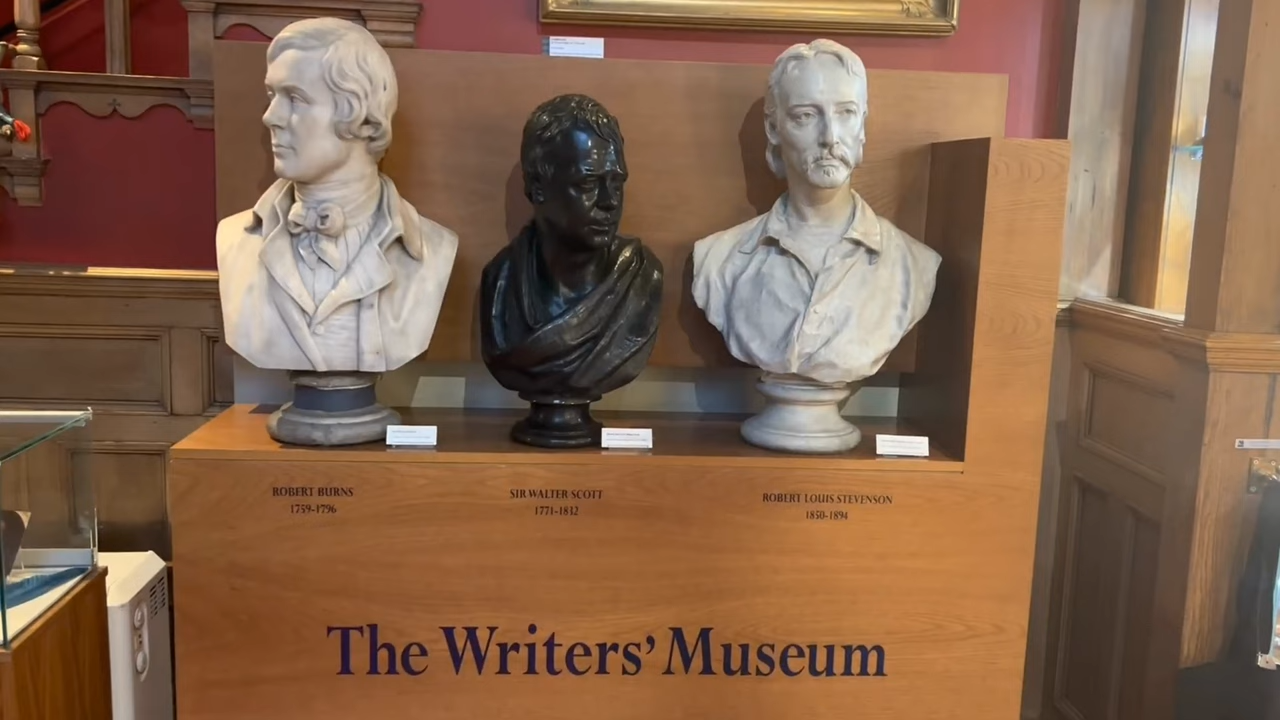 ROBERT BURNS
1759-1796
SIR WALTER SCOTT
1771-1832
ROBERT LOUIS STEVENSON
1850-1894
The Writers' Museum